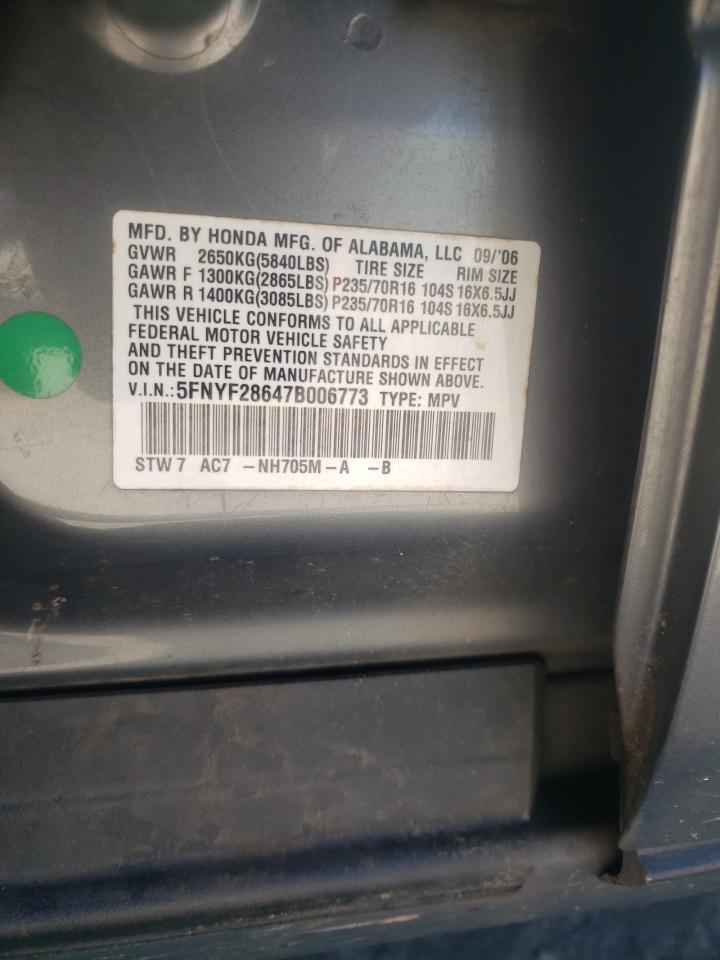 MFD. BY HONDA MFG. OF ALABAMA, LLC 09/'06
GVWR 2650KG(5840LBS) TIRE SIZE RIM SIZE
GAWR F 1300KG(2865LBS) P235/70R16 104S 16X6.5JJ
GAWR R 1400KG(3085LBS) P235/70R16 104S 16X6.5JJ
THIS VEHICLE CONFORMS TO ALL APPLICABLE
FEDERAL MOTOR VEHICLE SAFETY
AND THEFT PREVENTION STANDARDS IN EFFECT
ON THE DATE OF MANUFACTURE SHOWN ABOVE.
V.I.N.:5FNYF28647B006773 TYPE: MPV
STW7 AC7 -NH705M-A -B